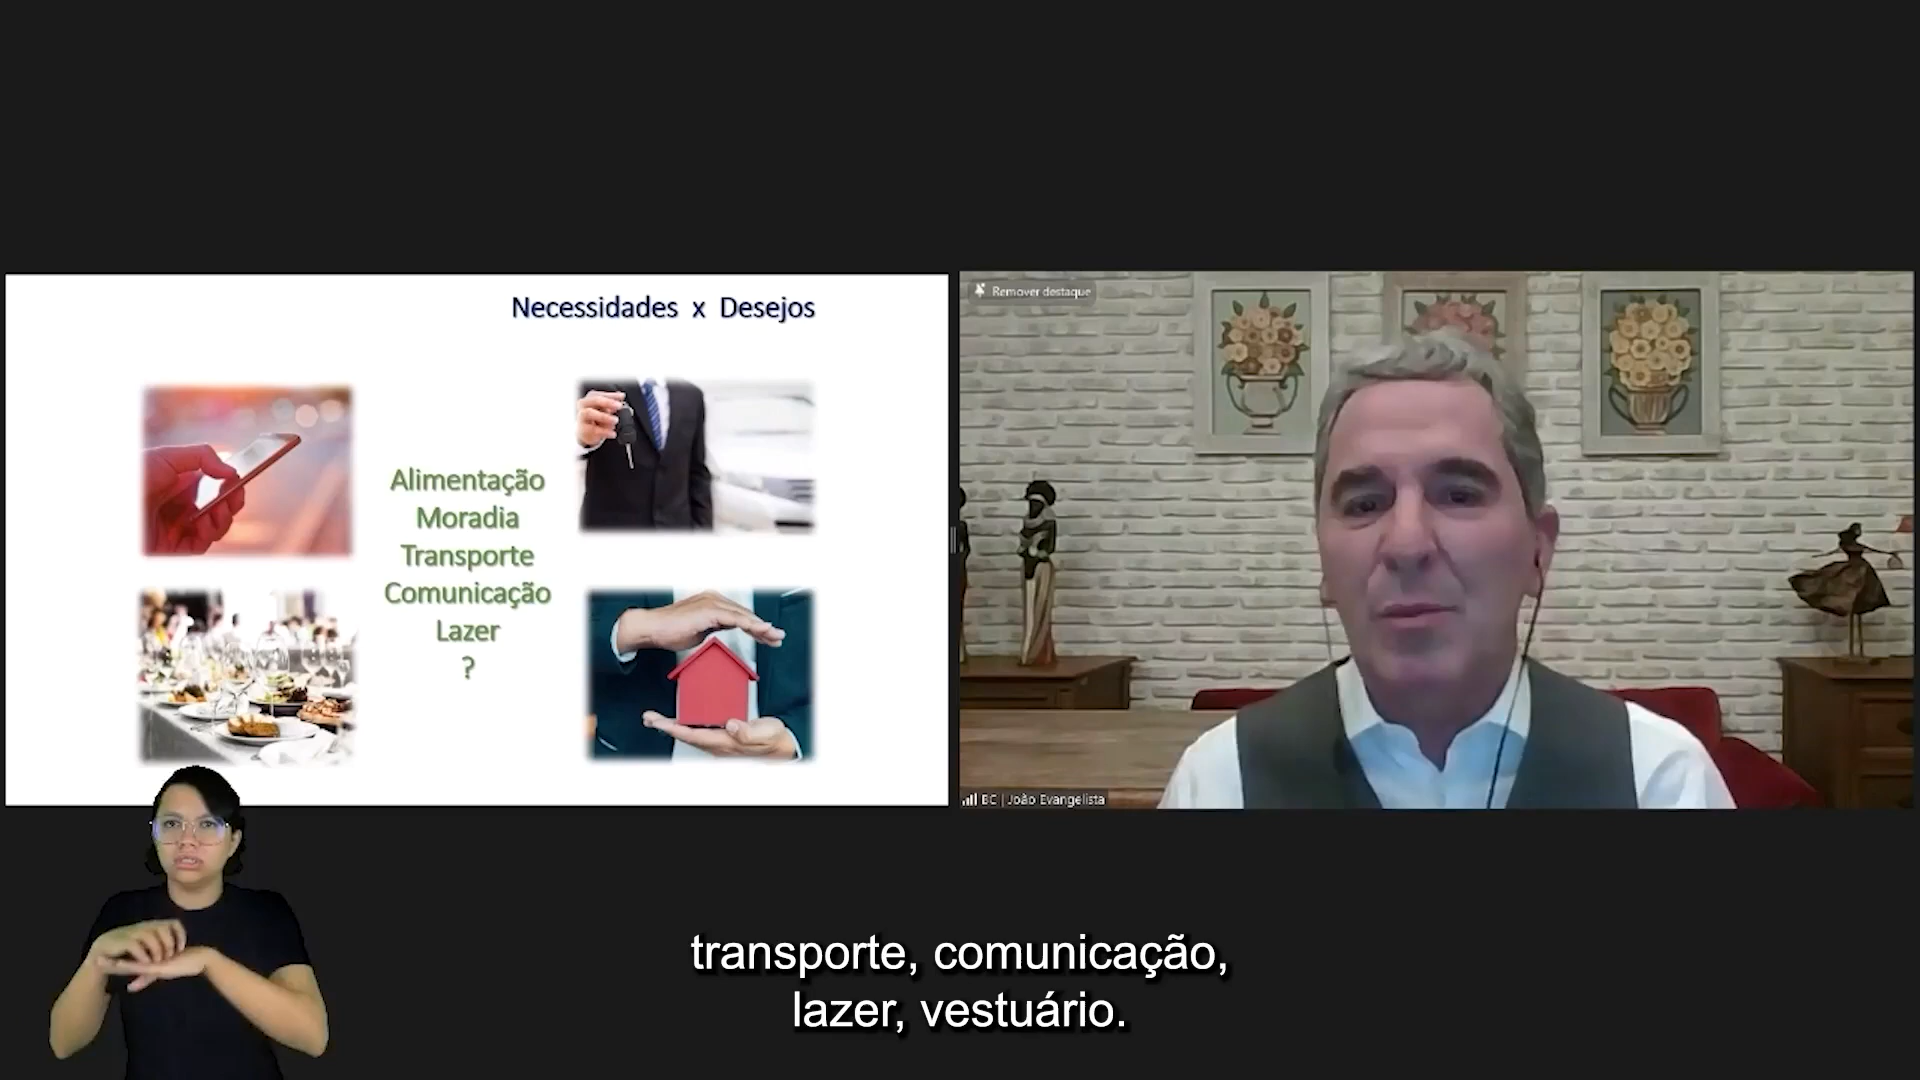 Necessidades x Desejos
Alimentação
Moradia
Transporte
Comunicação
Lazer
?
Remover destaque
BC | João Evangelista
transporte, comunicação,
lazer, vestuário.